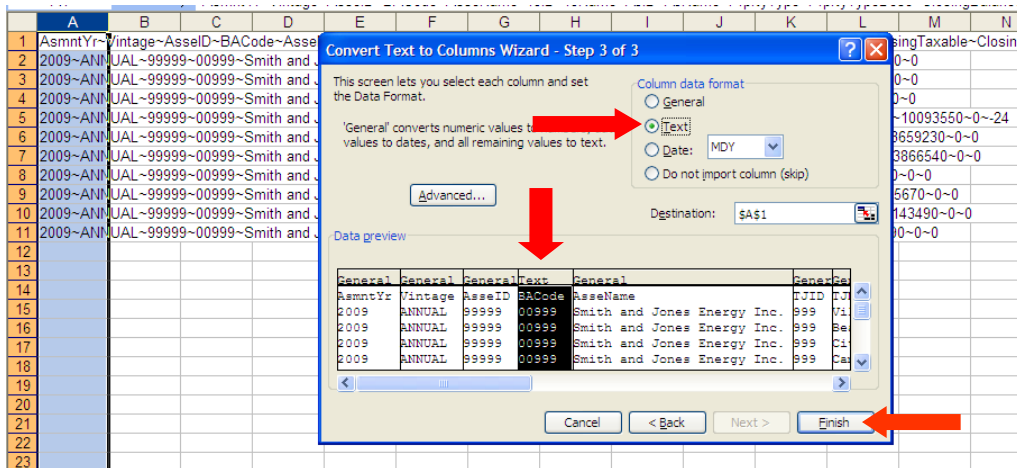 A B C D E F G H I J K L M N
1 AsmntYr~Vintage~AsseID~BACode~Asse
singTaxable~Closin
2 2009~ANNUAL~99999~00999~Smith and J
0~0
3 2009~ANNUAL~99999~00999~Smith and
0~0
4 2009~ANNUAL~99999~00999~Smith and
0~0
5 2009~ANNUAL~99999~00999~Smith and
~10093550~0~-24
6 2009~ANNUAL~99999~00999~Smith and
8659230~0~0
7 2009~ANNUAL~99999~00999~Smith and
3866540~0~0
8 2009~ANNUAL~99999~00999~Smith and
0~0~0
9 2009~ANNUAL~99999~00999~Smith and
5670~0~0
10 2009~ANNUAL~99999~00999~Smith and
143490~0~0
11 2009~ANNUAL~99999~00999~Smith and
90~0~0
12
13
14
15
16
17
18
19
20
21
22
23
Convert Text to Columns Wizard - Step 3 of 3
This screen lets you select each column and set
the Data Format.
'General' converts numeric values
values to dates, and all remaining values to text.
Advanced...
Column data format
General
Text
Date: MDY
Do not import column (skip)
Destination: $A$1
Data preview
General General General Text General Gener Ger
AsmntYr Vintage AsseID BACode AsseName TJID TJ
2009 ANNUAL 99999 00999 Smith and Jones Energy Inc. 999 Vi
2009 ANNUAL 99999 00999 Smith and Jones Energy Inc. 999 Bea
2009 ANNUAL 99999 00999 Smith and Jones Energy Inc. 999 Ci
2009 ANNUAL 99999 00999 Smith and Jones Energy Inc. 999 Car
Cancel
< Back
Next >
Finish